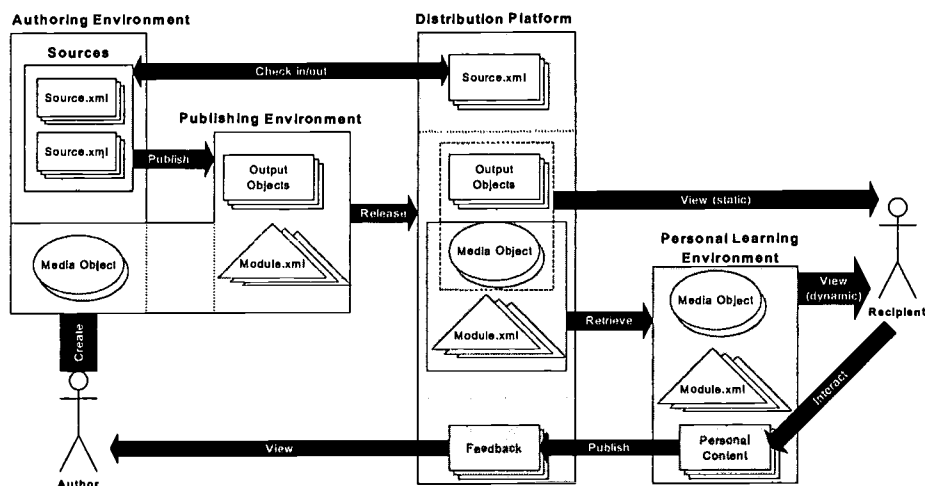 Authoring Environment
Distribution Platform
Sources
Check in/out
Source.xml
Source.xml
Source.xml
Publishing Environment
Publish
Output
Objects
Output
Objects
View (static)
Release
Media Object
Module.xml
Media Object
Personal Learning
Environment
Media Object
View
(dynamic)
Recipient
Create
Module.xml
Retrieve
Module.xml
Interact
View
Feedback
Publish
Personal
Content
Author